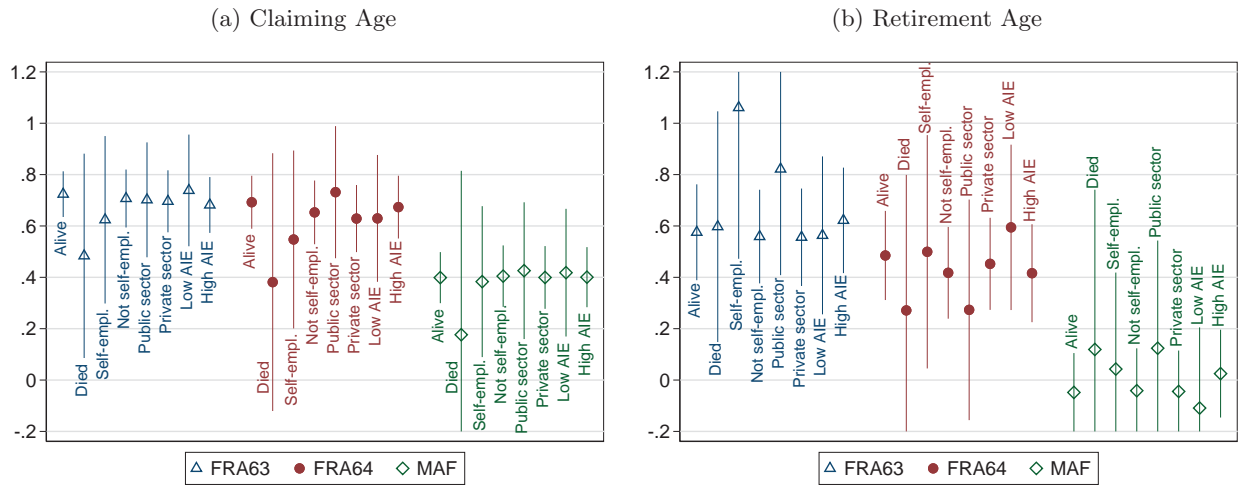 (a) Claiming Age
1.2
1
.8
.6
.4
.2
0
-.2
Alive
Died
Self-empl.
Not self-empl.
Public sector
Private sector
Low AIE
High AIE
Alive
Died
Self-empl.
Not self-empl.
Public sector
Private sector
Low AIE
High AIE
Alive
Died
Self-empl.
Not self-empl.
Public sector
Private sector
Low AIE
High AIE
FRA63 FRA64 MAF
(b) Retirement Age
1.2
1
.8
.6
.4
.2
0
-.2
Alive
Died
Self-empl.
Not self-empl.
Public sector
Private sector
Low AIE
High AIE
Alive
Died
Self-empl.
Not self-empl.
Public sector
Private sector
Low AIE
High AIE
Alive
Died
Self-empl.
Not self-empl.
Public sector
Private sector
Low AIE
High AIE
FRA63 FRA64 MAF